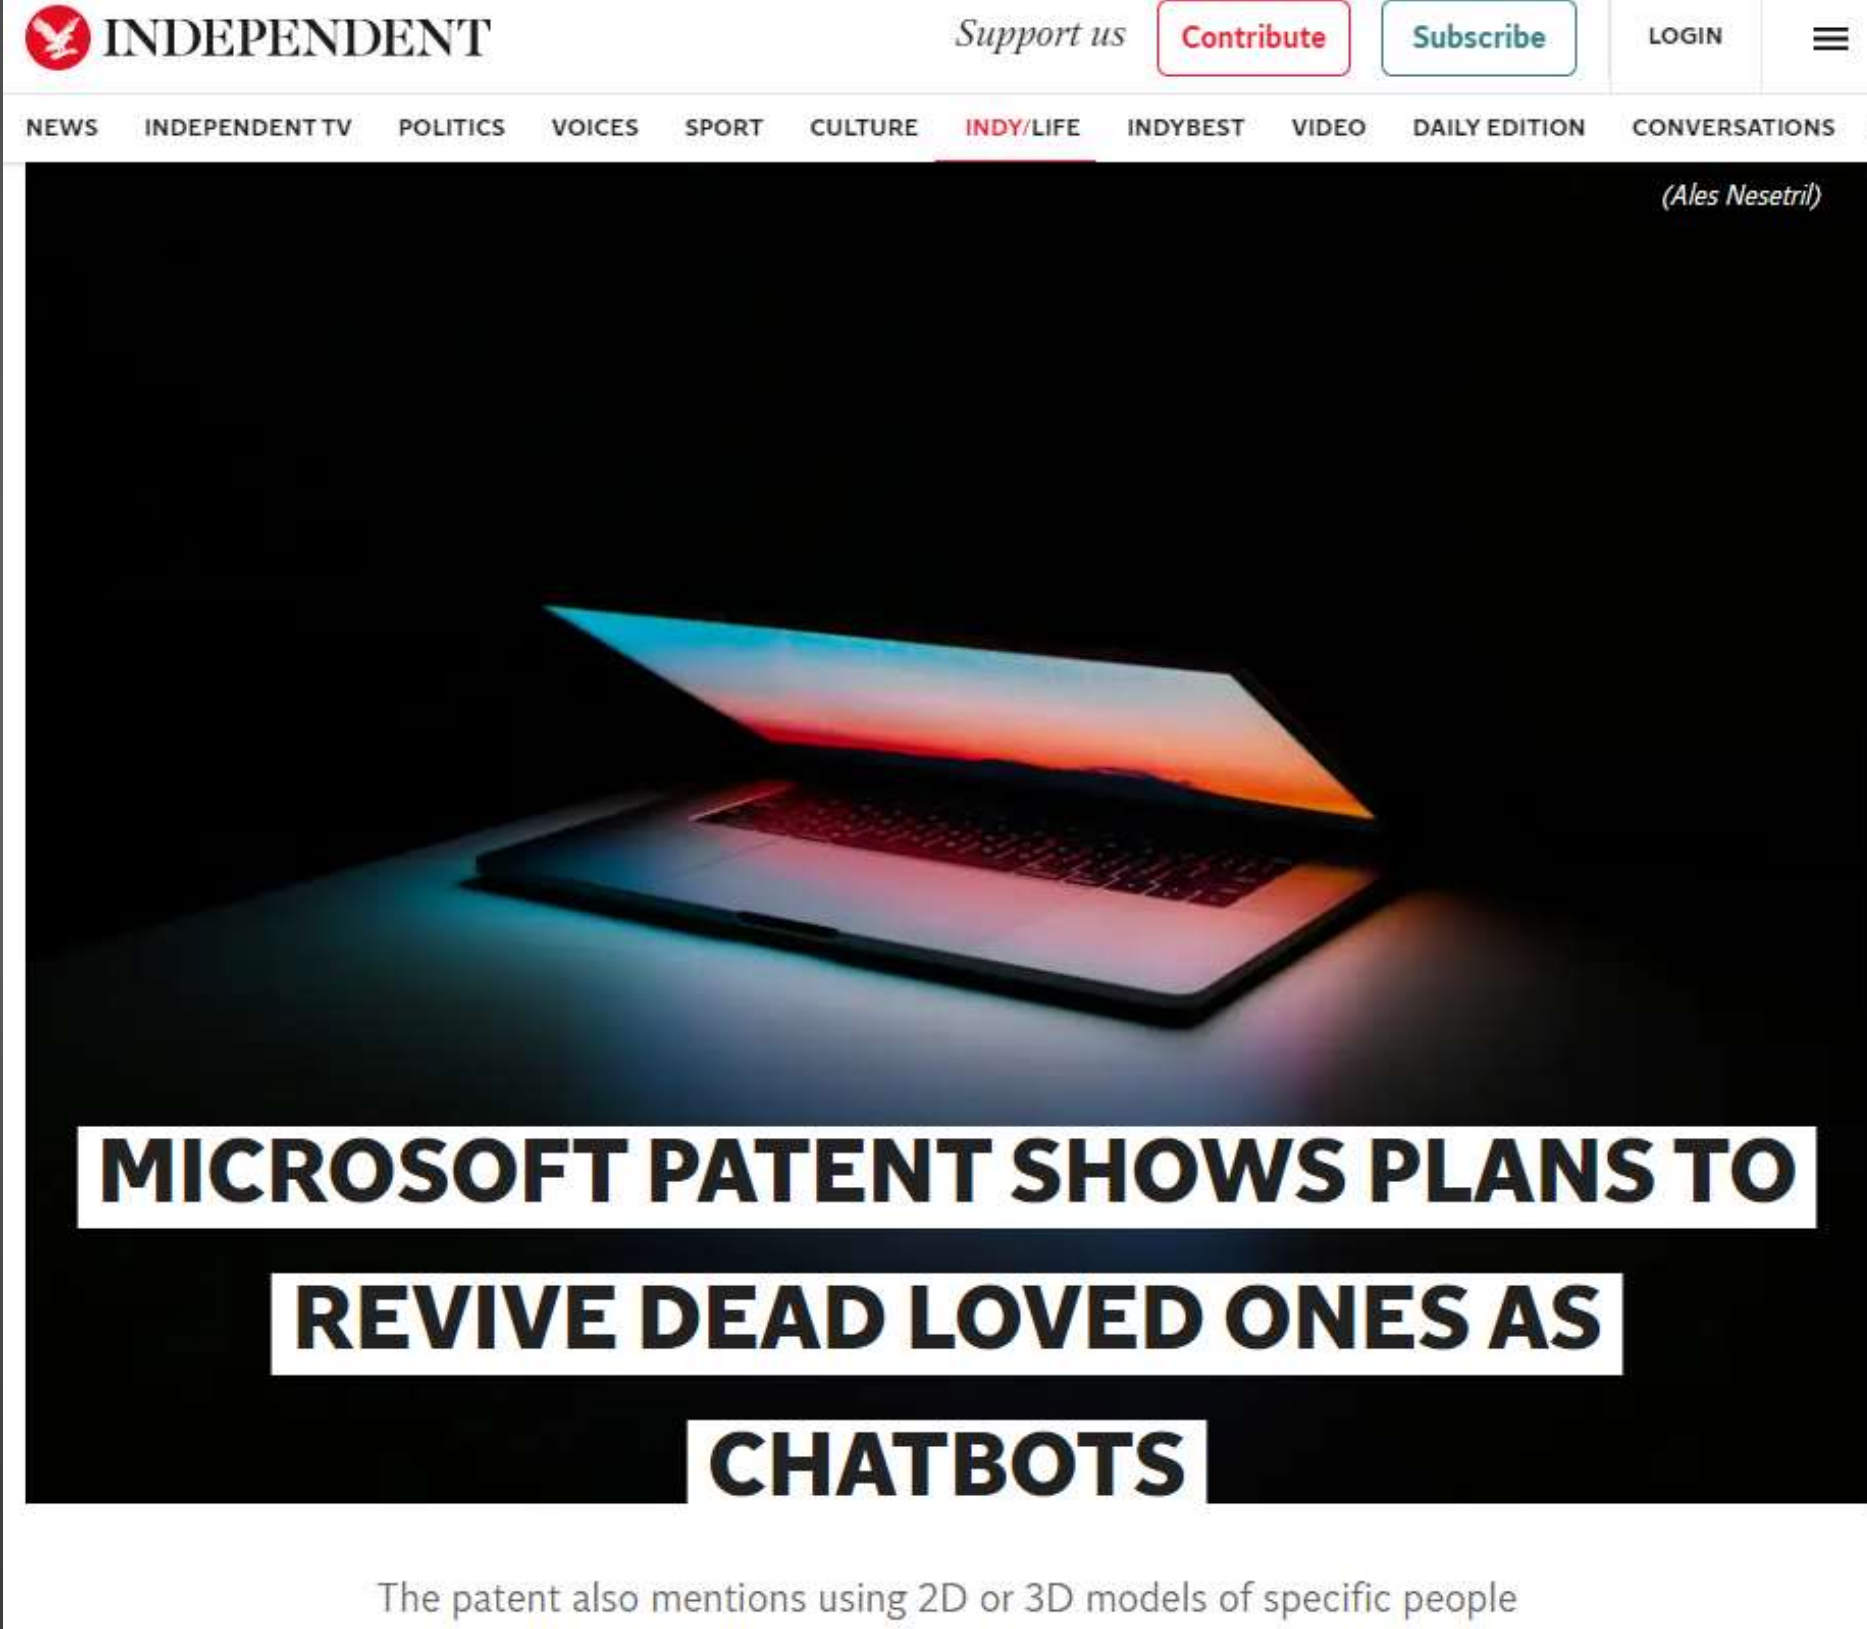 INDEPENDENT
Support us
Contribute
Subscribe
LOGIN
NEWS INDEPENDENT TV POLITICS VOICES SPORT CULTURE INDY/LIFE INDYBEST VIDEO DAILY EDITION CONVERSATIONS
(Ales Nesetril)
MICROSOFT PATENT SHOWS PLANS TO
REVIVE DEAD LOVED ONES AS
CHATBOTS
The patent also mentions using 2D or 3D models of specific people